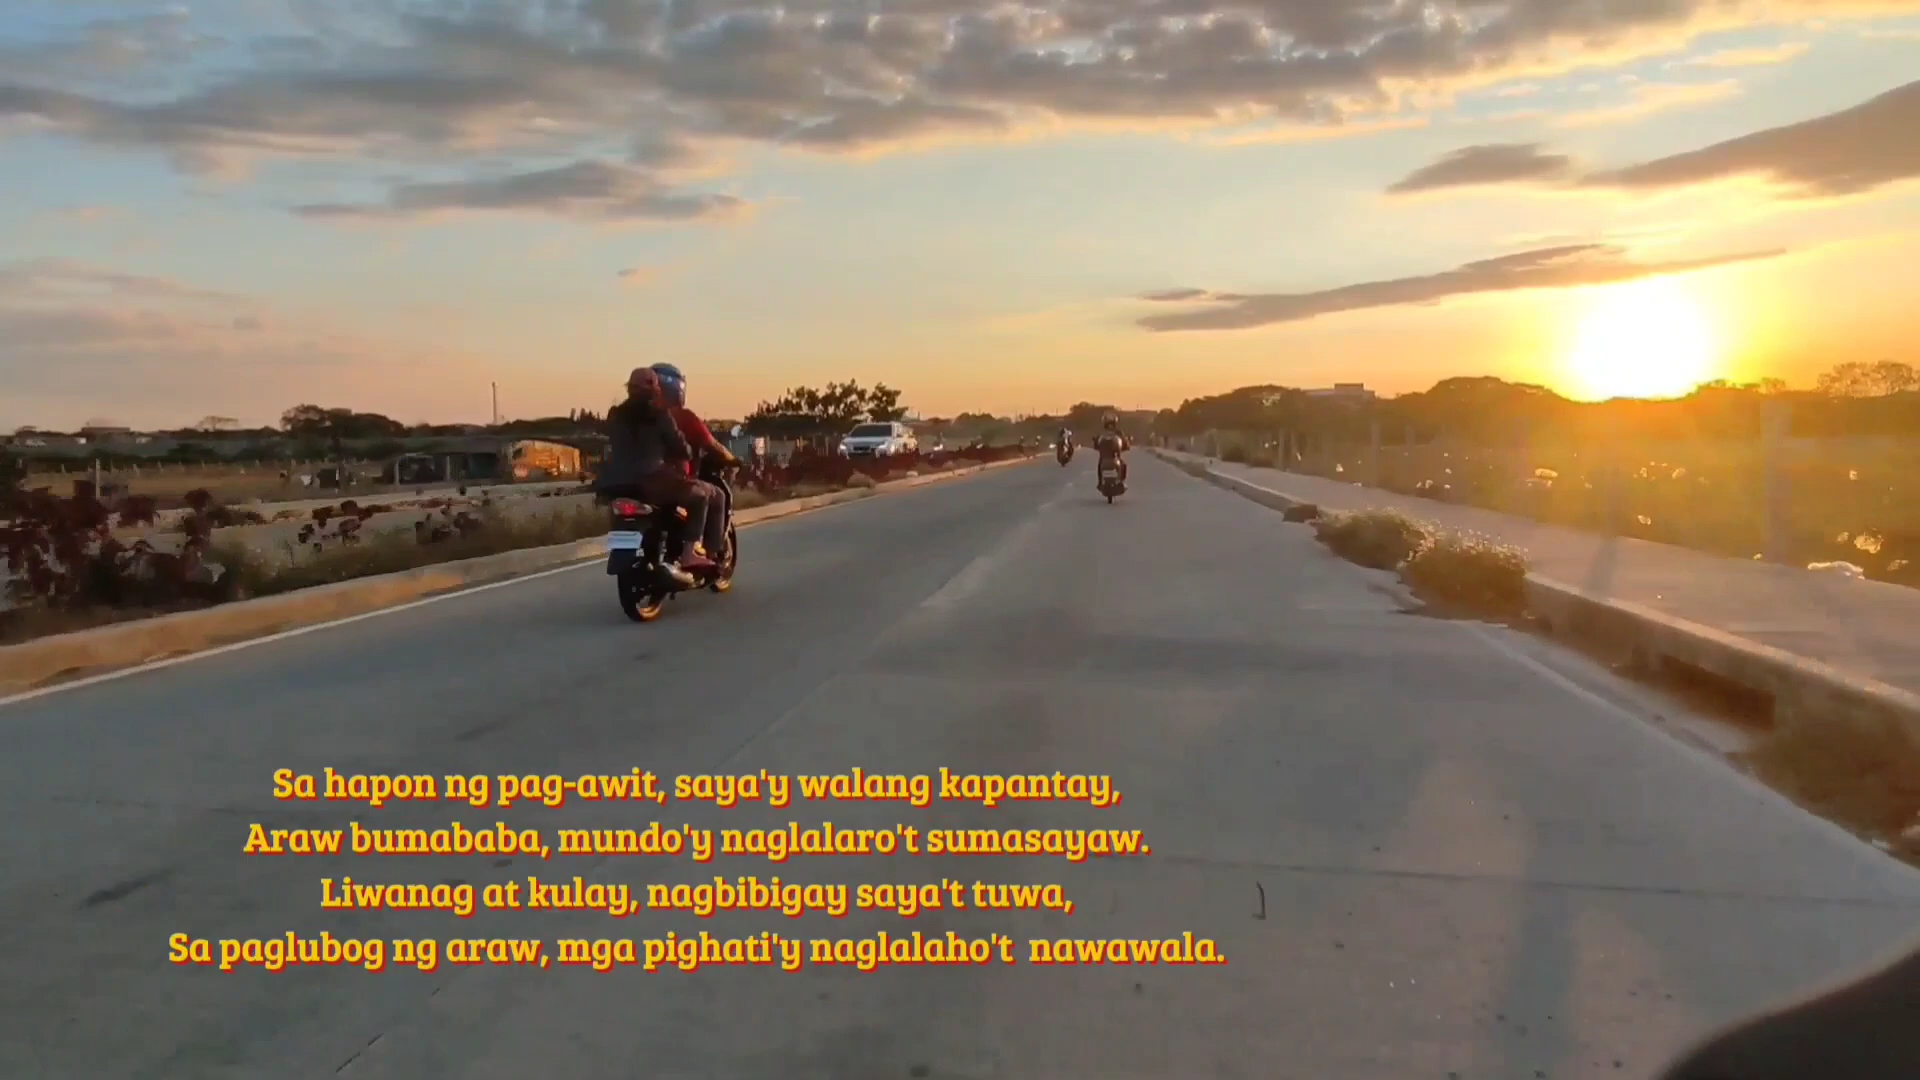 Sa hapon ng pag-awit, saya'y walang kapantay,
Araw bumababa, mundo'y naglalaro't sumasayaw.
Liwanag at kulay, nagbibigay saya't tuwa,
Sa paglubog ng araw, mga pighati'y naglalaho't nawawala.